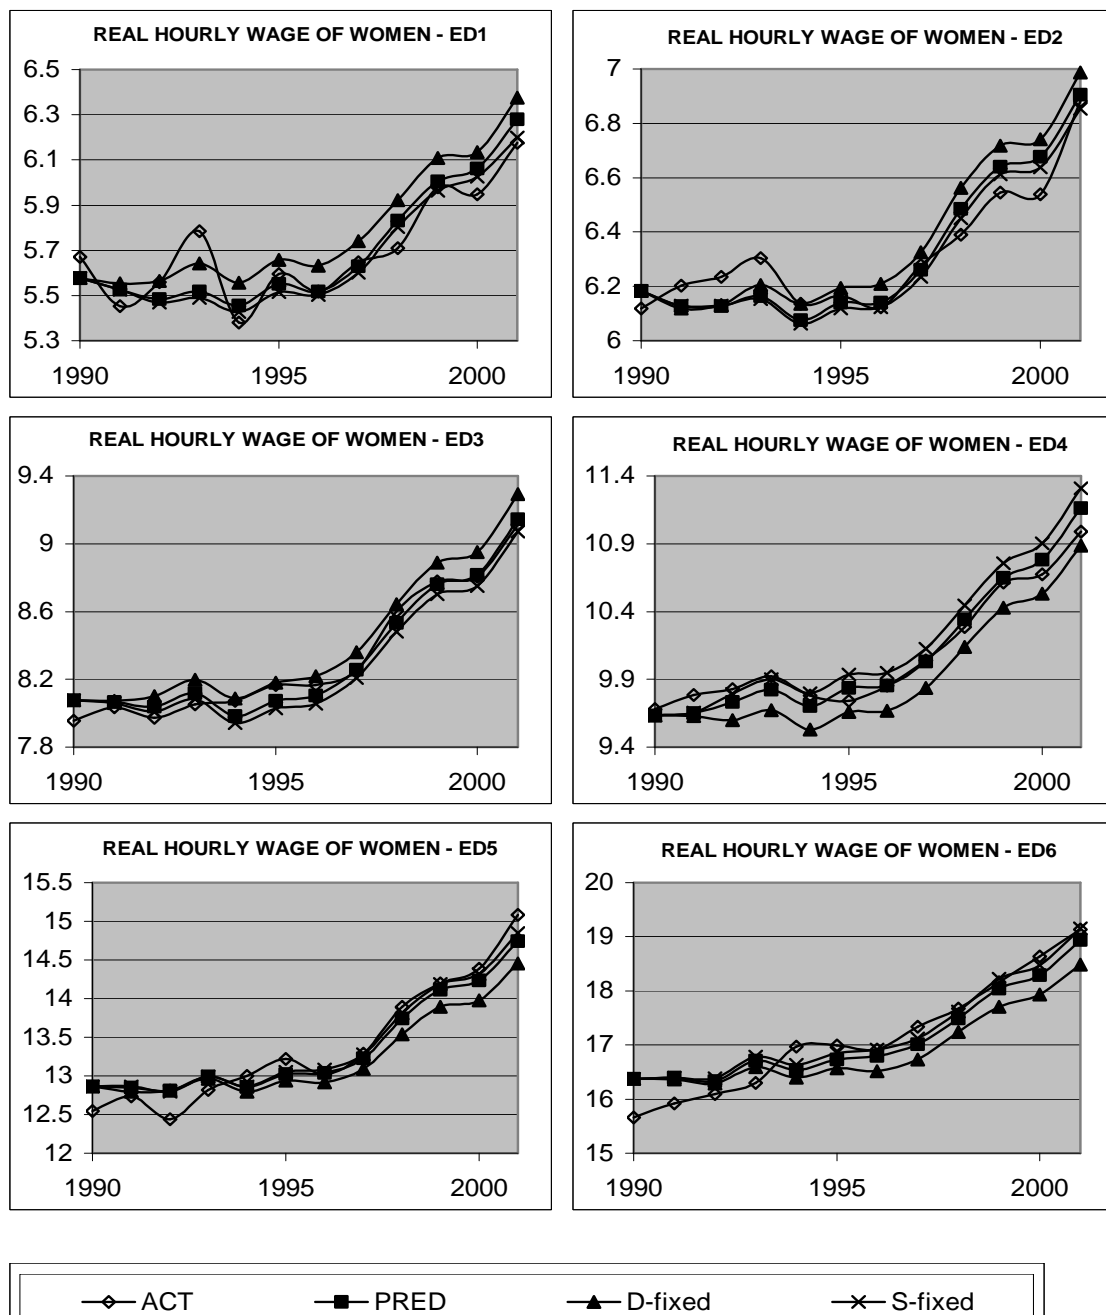 REAL HOURLY WAGE OF WOMEN - ED1
6.5
6.3
6.1
5.9
5.7
5.5
5.3
1990 1995 2000
REAL HOURLY WAGE OF WOMEN - ED2
7
6.8
6.6
6.4
6.2
6
1990 1995 2000
REAL HOURLY WAGE OF WOMEN - ED3
9.4
9
8.6
8.2
7.8
1990 1995 2000
REAL HOURLY WAGE OF WOMEN - ED4
11.4
10.9
10.4
9.9
9.4
1990 1995 2000
REAL HOURLY WAGE OF WOMEN - ED5
15.5
15
14.5
14
13.5
13
12.5
12
1990 1995 2000
REAL HOURLY WAGE OF WOMEN - ED6
20
19
18
17
16
15
1990 1995 2000
ACT PRED D-fixed S-fixed